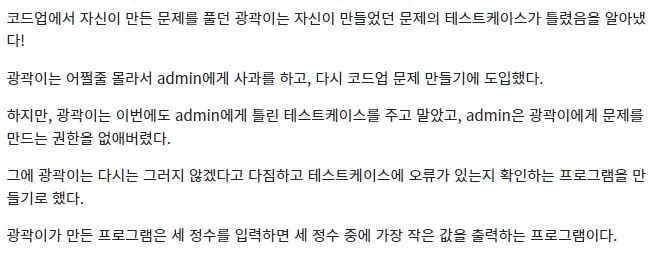 코드업에서 자신이 만든 문제를 풀던 광곽이는 자신이 만들었던 문제의 테스트케이스가 틀렸음을 알아냈
다!
광곽이는 어쩔줄 몰라서 admin에게 사과를 하고, 다시 코드업 문제 만들기에 도입했다.
하지만, 광곽이는 이번에도 admin에게 틀린 테스트케이스를 주고 말았고, admin은 광곽이에게 문제를
만드는 권한을 없애버렸다.
그에 광곽이는 다시는 그러지 않겠다고 다짐하고 테스트케이스에 오류가 있는지 확인하는 프로그램을 만
들기로 했다.
광곽이가 만든 프로그램은 세 정수를 입력하면 세 정수 중에 가장 작은 값을 출력하는 프로그램이다.